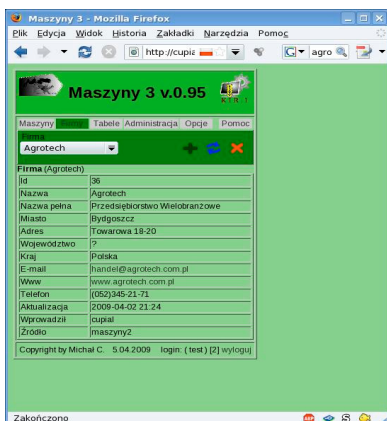 Maszyny 3 - Mozilla Firefox
Plik Edycja Widok Historia Zakładki Narzędzia Pomoc
http://cupia agro
Maszyny 3 v.0.95
KIR-1
Maszyny Firmy Tabele Administracja Opcje Pomoc
Firma
Agrotech
Firma (Agrotech)
Id 36
Nazwa Agrotech
Nazwa pełna Przedsiębiorstwo Wielobranżowe
Miasto Bydgoszcz
Adres Towarowa 18-20
Województwo ?
Kraj Polska
E-mail handel@agrotech.com.pl
Www www.agrotech.com.pl
Telefon (052)345-21-71
Aktualizacja 2009-04-02 21:24
Wprowadził cupial
Źródło maszyny2
Copyright by Michał C. 5.04.2009 login: ( test ) [2] wyloguj
Zakończono